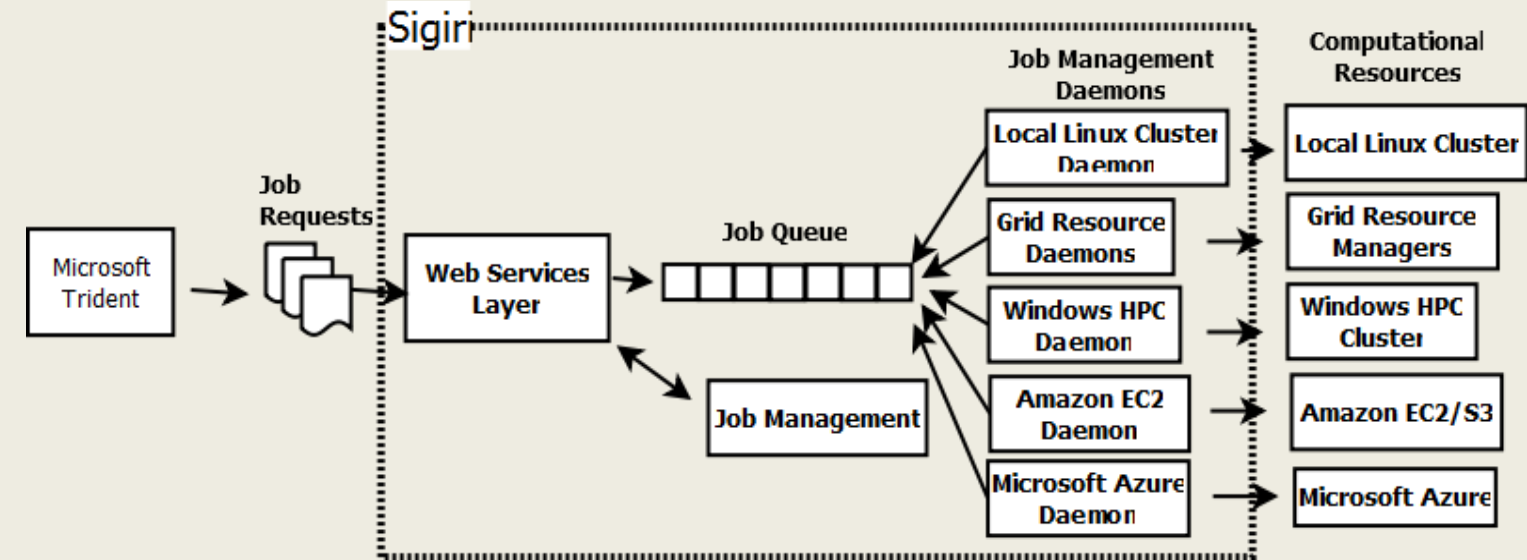 Sigiri
Microsoft
Trident
Job
Requests
Web Services
Layer
Job Queue
Job Management
Job Management
Daemons
Local Linux Cluster
Daemon
Grid Resource
Daemons
Windows HPC
Daemon
Amazon EC2
Daemon
Microsoft Azure
Daemon
Computational
Resources
Local Linux Cluster
Grid Resource
Managers
Windows HPC
Cluster
Amazon EC2/S3
Microsoft Azure